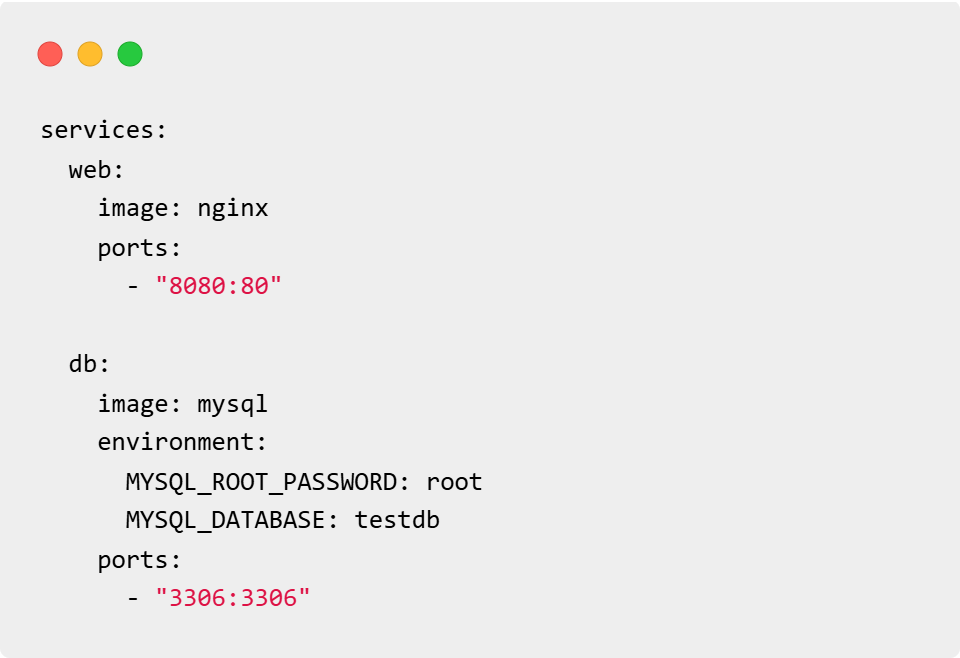 services:
  web:
    image: nginx
    ports:
      - "8080:80"

  db:
    image: mysql
    environment:
      MYSQL_ROOT_PASSWORD: root
      MYSQL_DATABASE: testdb
    ports:
      - "3306:3306"